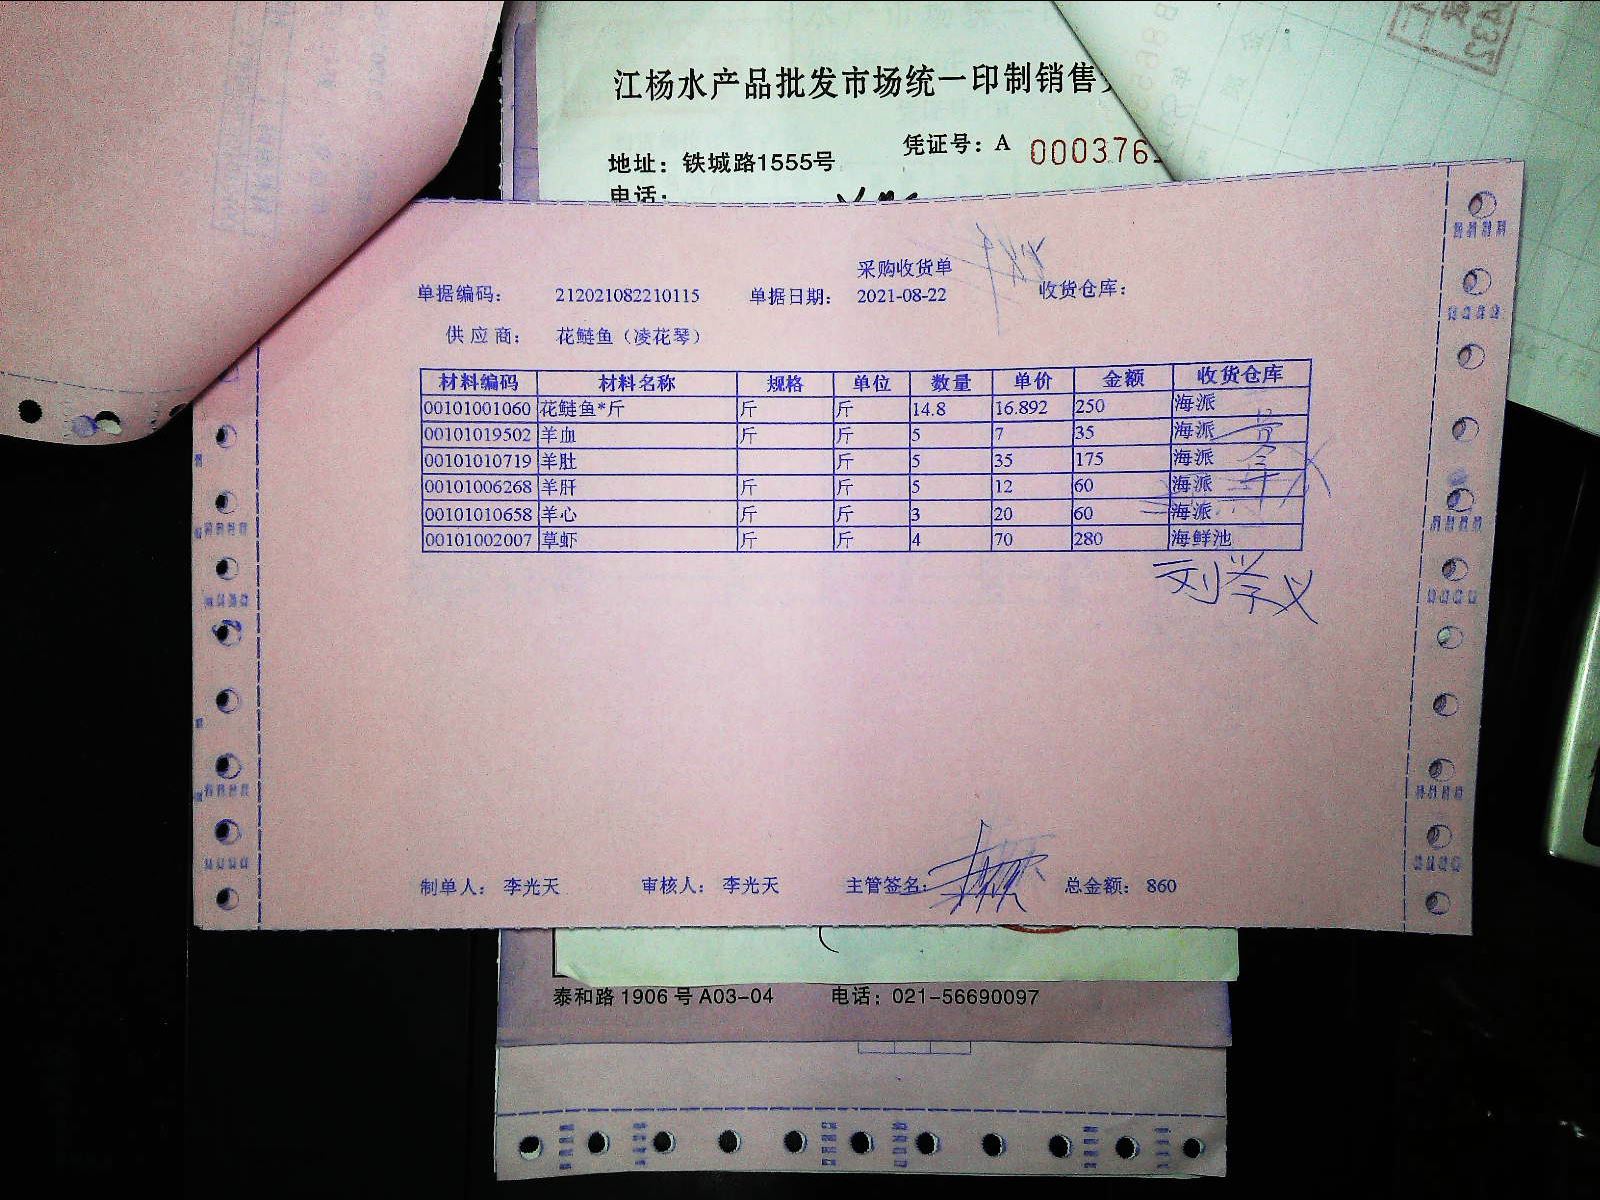 江杨水产品批发市场统一印制销售
凭证号：A 000376
地址：铁城路1555号
电话：
采购收货单
单据编码： 212021082210115 单据日期： 2021-08-22 收货仓库：
供应商： 花鲢鱼（凌花琴）
材料编码 材料名称 规格 单位 数量 单价 金额 收货仓库
00101001060 花鲢鱼*斤 斤 斤 14.8 16.892 250 海派
00101019502 羊血 斤 斤 5 7 35 海派
00101010719 羊肚 斤 5 35 175 海派
00101006268 羊肝 斤 斤 5 12 60 海派
00101010658 羊心 斤 斤 3 20 60 海派
00101002007 草虾 斤 斤 4 70 280 海鲜池
刘学义
制单人： 李光天 审核人： 李光天 主管签名： 总金额： 860
泰和路1906号A03-04 电话：021-56690097